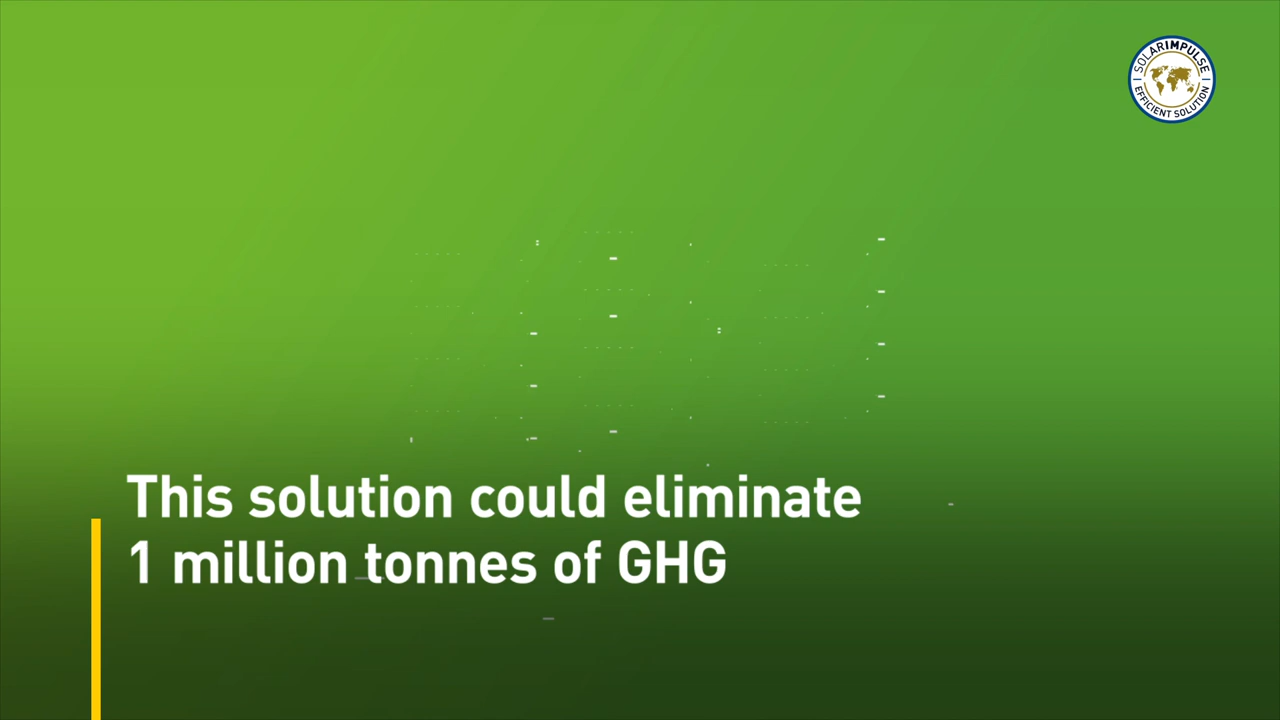 SOLARIMPULSE
EFFICIENT SOLUTION
This solution could eliminate
1 million tonnes of GHG